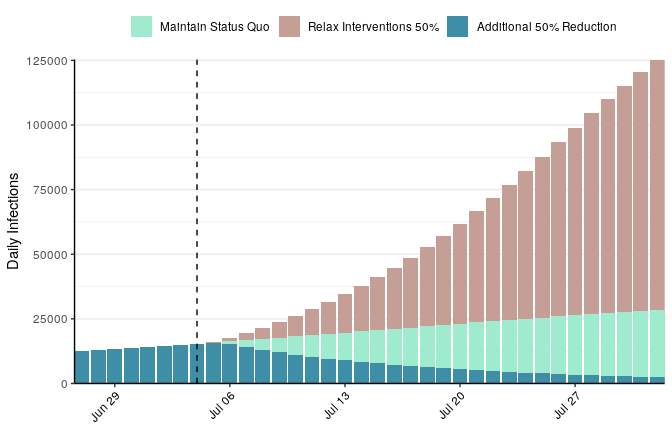 Maintain Status Quo Relax Interventions 50% Additional 50% Reduction
Daily Infections
125000
100000
75000
50000
25000
0
Jun 29 Jul 06 Jul 13 Jul 20 Jul 27